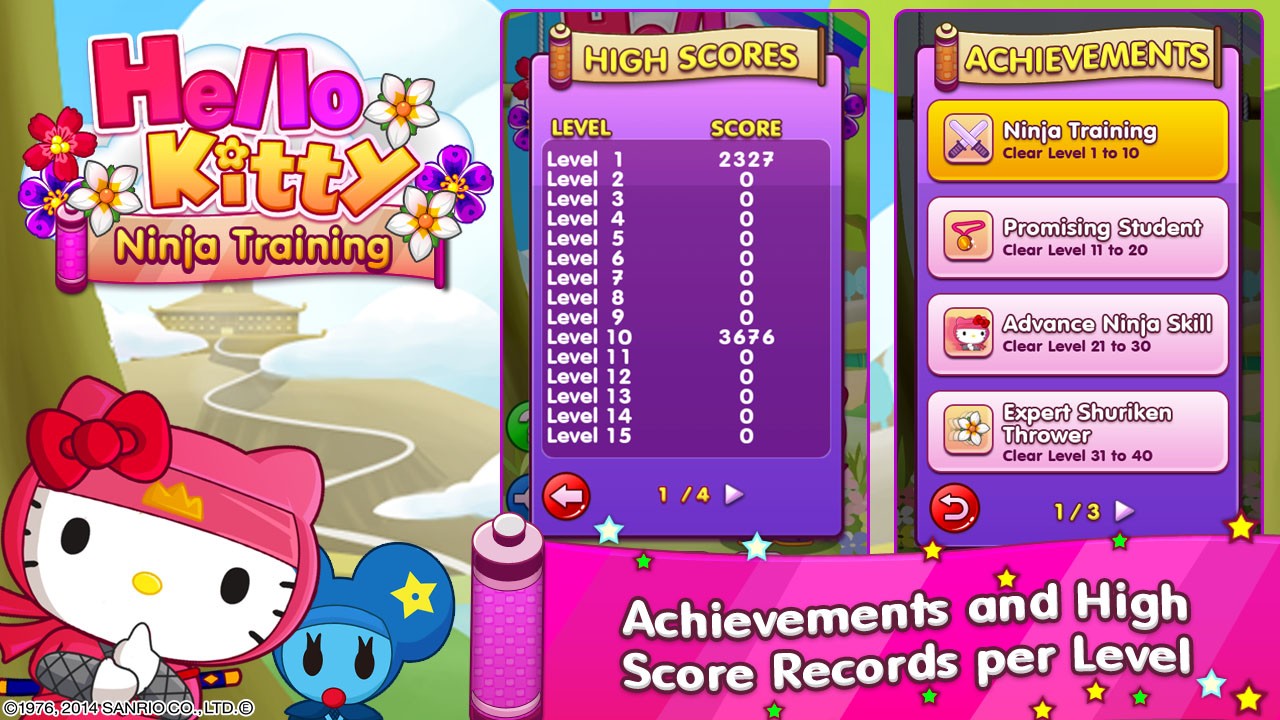 Hello
Kitty
Ninja Training
©1976, 2014 SANRIO CO., LTD. Ⓔ
HIGH SCORES
LEVEL SCORE
Level 1 2327
Level 2 0
Level 3 0
Level 4 0
Level 5 0
Level 6 0
Level 7 0
Level 8 0
Level 9 0
Level 10 3676
Level 11 0
Level 12 0
Level 13 0
Level 14 0
Level 15 0
1 / 4
ACHIEVEMENTS
Ninja Training
Clear Level 1 to 10
Promising Student
Clear Level 11 to 20
Advance Ninja Skill
Clear Level 21 to 30
Expert Shuriken
Thrower
Clear Level 31 to 40
1 / 3
Achievements and High
Score Records per Level